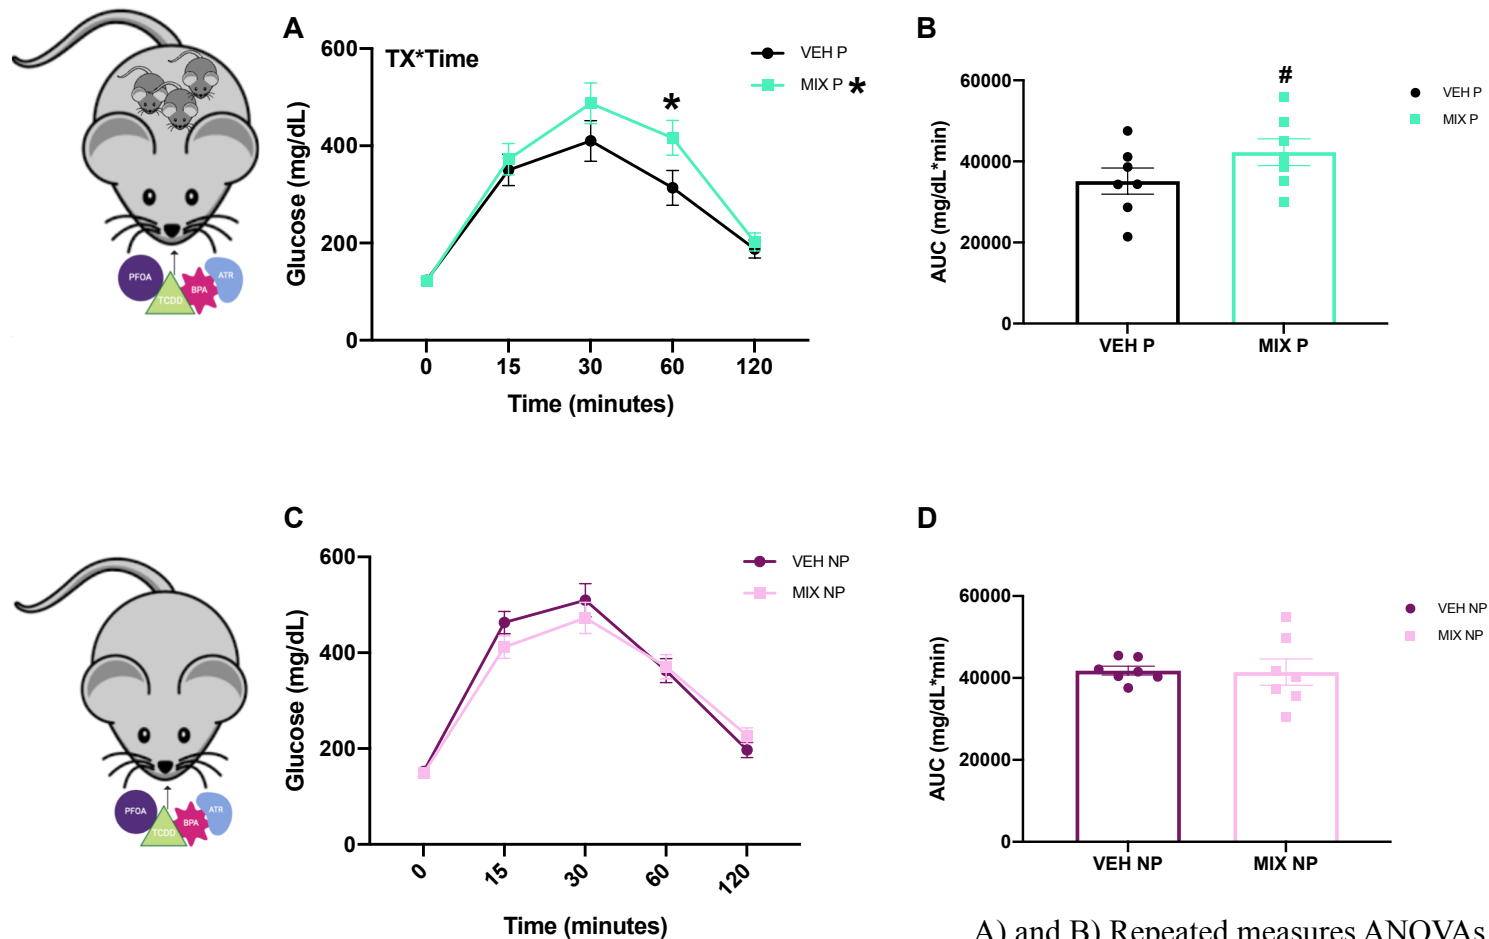 A
TX*Time
VEH P
MIX P *
*
600
400
200
0
Glucose (mg/dL)
0 15 30 60 120
Time (minutes)
PFOA
TCDD
BPA
ATR
B
#
VEH P
MIX P
60000
40000
20000
0
AUC (mg/dL*min)
VEH P MIX P
C
VEH NP
MIX NP
600
400
200
0
Glucose (mg/dL)
0 15 30 60 120
Time (minutes)
PFOA
TCDD
BPA
ATR
D
VEH NP
MIX NP
60000
40000
20000
0
AUC (mg/dL*min)
VEH NP MIX NP
A) and B) Repeated measures ANOVAs